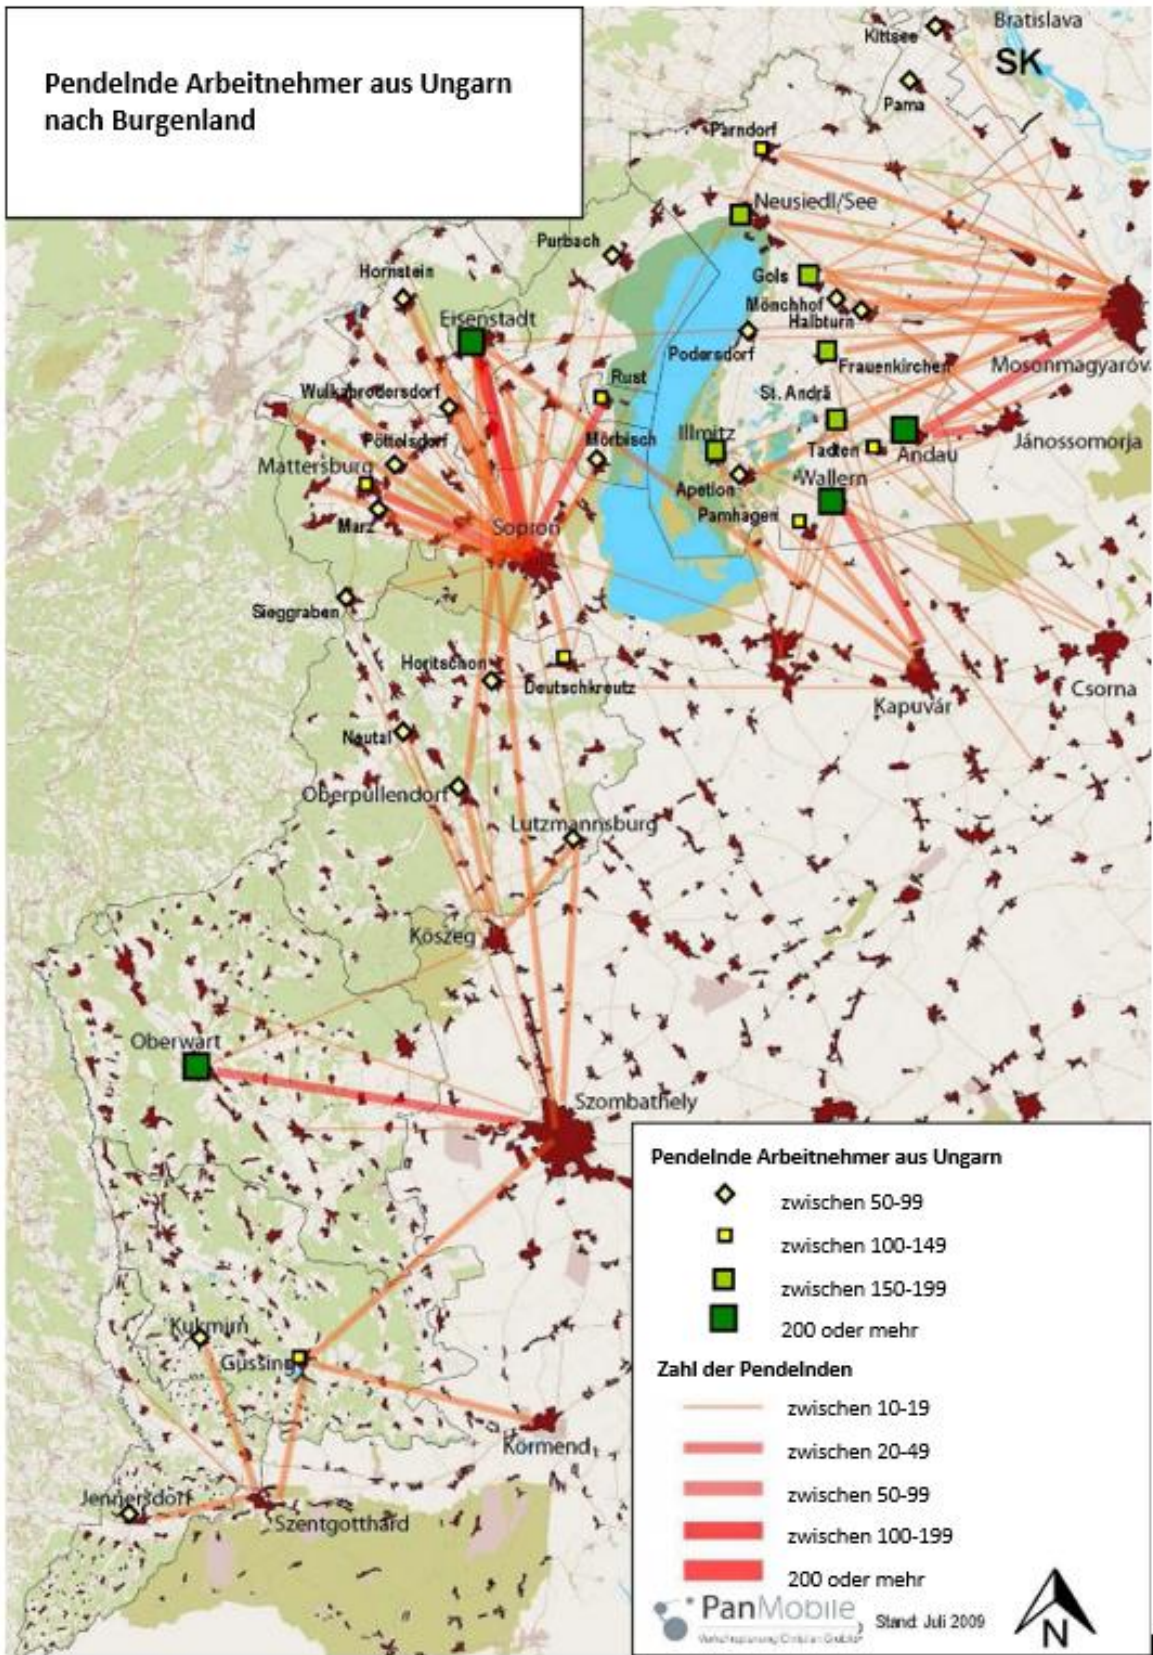 Pendelnde Arbeitnehmer aus Ungarn
nach Burgenland
Bratislava
Kittsee
SK
Pama
Parndorf
Neusiedl/See
Purbach
Gols
Hornstein
Mönchhof
Halbturn
Eisenstadt
Podersdorf
Frauenkirchen
Mosonmagyaróv
Rust
Wulkaprodersdorf
St. Andrä
Pöttelsdorf
Mörbisch
Illmitz
Jánossomorja
Mattersburg
Tadten
Andau
Wallern
Apetlon
Pamhagen
Marz
Sopron
Sieggraben
Horitschon
Deutschkreutz
Csorna
Kapuvár
Neutal
Oberpullendorf
Lutzmannsburg
Köszeg
Oberwart
Szombathely
Kukmirn
Güssing
Körmend
Jennersdorf
Szentgotthard
Pendelnde Arbeitnehmer aus Ungarn
zwischen 50-99
zwischen 100-149
zwischen 150-199
200 oder mehr
Zahl der Pendelnden
zwischen 10-19
zwischen 20-49
zwischen 50-99
zwischen 100-199
200 oder mehr
PanMobile
Stand: Juli 2009
N